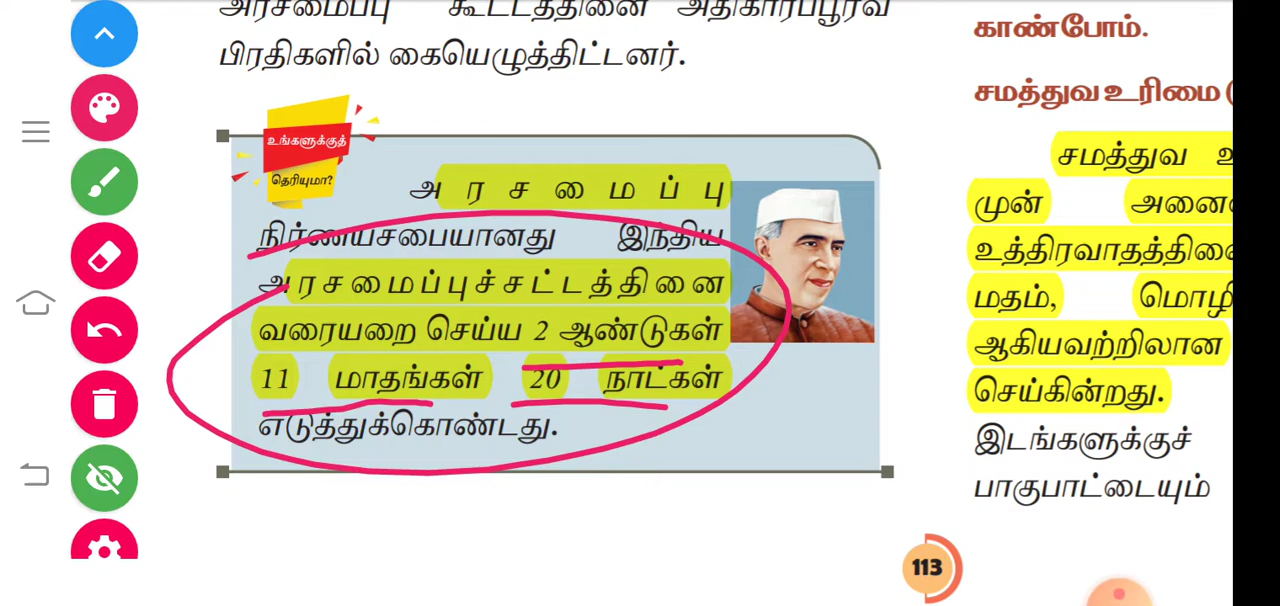 அரசமைப்பு கூட்டத்தினை அதிகாரப்பூர்வ
பிரதிகளில் கையெழுத்திட்டனர்.
உங்களுக்குத்
தெரியுமா?
அ ர ச மை ப் பு
நிர்ணயசபையானது இந்திய
அ ர ச மை ப் பு ச் ச ட் ட த் தி னை
வரையறை செய்ய 2 ஆண்டுகள்
11 மாதங்கள் 20 நாட்கள்
எடுத்துக்கொண்டது.
113
காண்போம்.
சமத்துவ உரிமை (
சமத்துவ
முன்
உத்திரவாதத்தினை
மதம்,
ஆகியவற்றிலான
செய்கின்றது.
இடங்களுக்குச்
பாகுபாட்டையும்